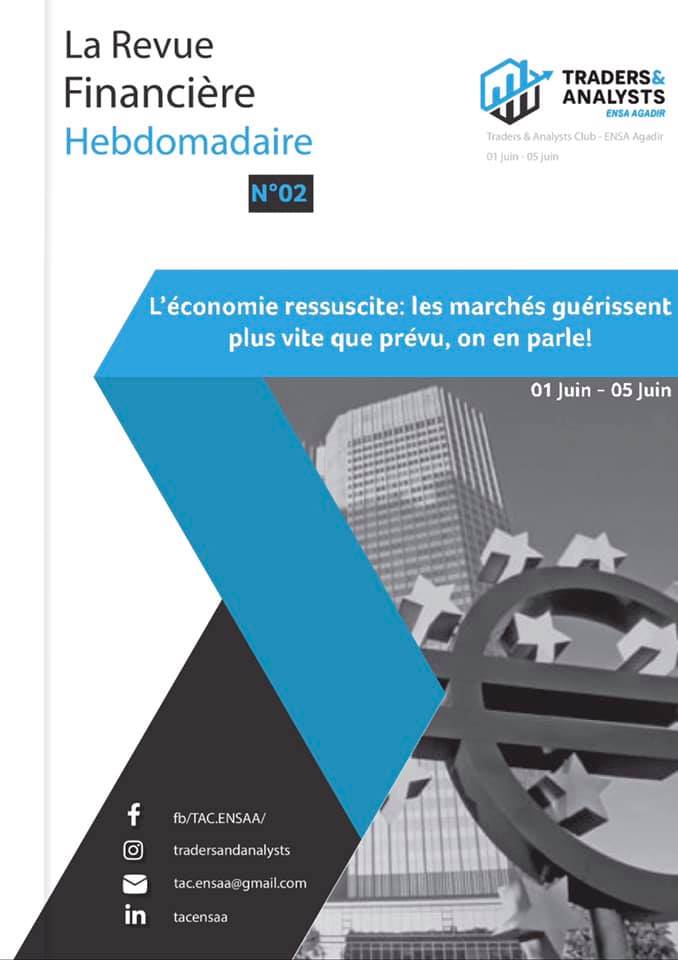 La Revue
Financière
Hebdomadaire
N°02
TRADERS&
ANALYSTS
ENSA AGADIR
Traders & Analysts Club - ENSA Agadir
01 juin - 05 juin
L’économie ressuscite: les marchés guérissent
plus vite que prévu, on en parle!
01 Juin – 05 Juin
fb/TAC.ENSAA/
tradersandanalysts
tac.ensaa@gmail.com
tacensaa